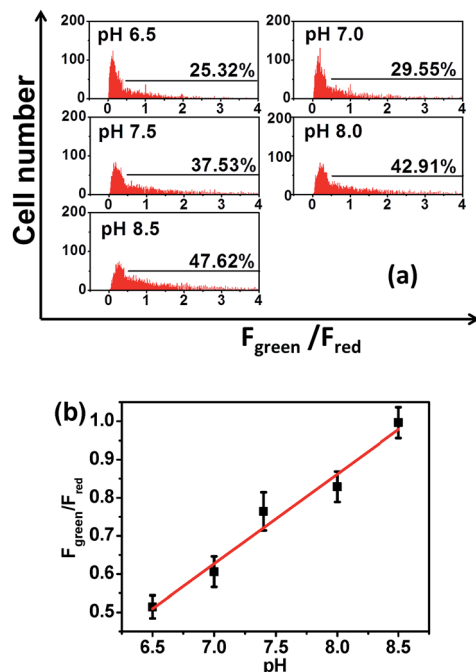 pH 6.5
25.32%
pH 7.0
29.55%
200
100
0
0 1 2 3 4
200
100
0
0 1 2 3 4
pH 7.5
37.53%
pH 8.0
42.91%
200
100
0
0 1 2 3 4
200
100
0
0 1 2 3 4
pH 8.5
47.62%
200
100
0
0 1 2 3 4
(a)
Cell number
F green /F red
(b)
1.0
0.9
0.8
0.7
0.6
0.5
F green/F red
6.5 7.0 7.5 8.0 8.5
pH